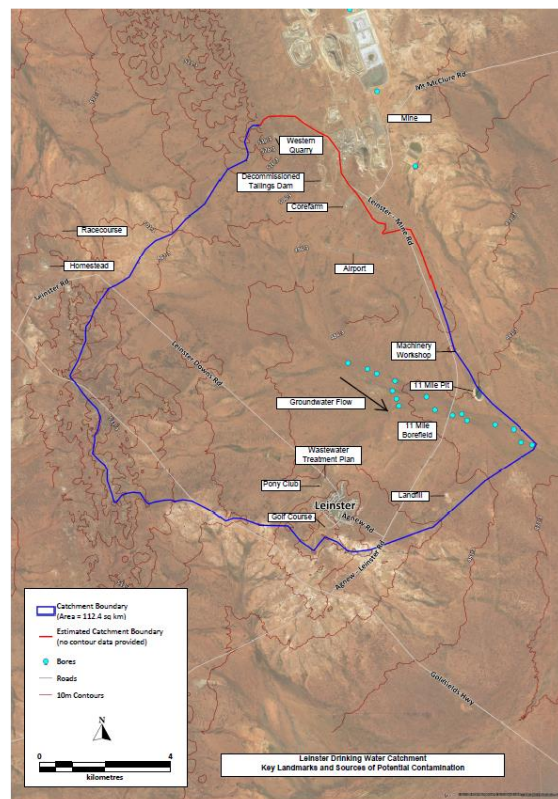 Mt McClure Rd
Mine
Western
Quarry
Decommissioned
Tailings Dam
Corefarm
Leinster - Mine Rd
Racecourse
Homestead
Airport
Leinster Downs Rd
Machinery
Workshop
11 Mile Pit
Groundwater Flow
11 Mile
Borefield
Wastewater
Treatment Plan
Pony Club
Leinster
Landfill
Golf Course
Agnew Rd
Agnew - Leinster Rd
Goldfields Hwy
Catchment Boundary
(Area = 112.4 sq km)
Estimated Catchment Boundary
(no contour data provided)
Bores
Roads
10m Contours
N
0
4
kilometres
Leinster Drinking Water Catchment
Key Landmarks and Sources of Potential Contamination